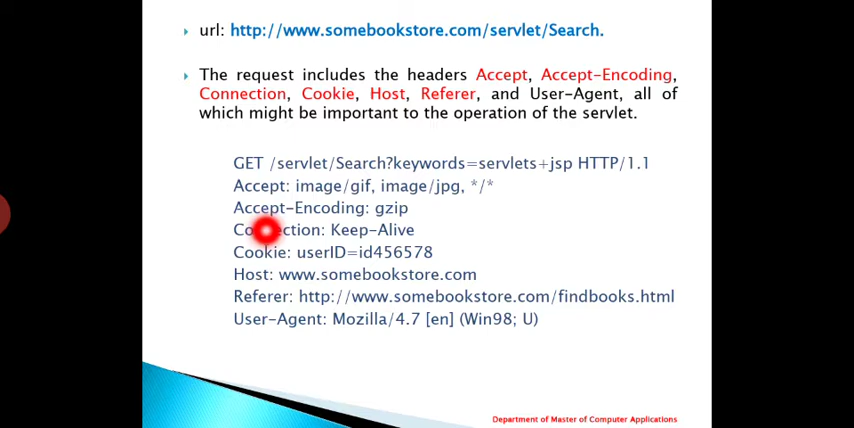 url: http://www.somebookstore.com/servlet/Search.
The request includes the headers Accept, Accept-Encoding,
Connection, Cookie, Host, Referer, and User-Agent, all of
which might be important to the operation of the servlet.
GET /servlet/Search?keywords=servlets+jsp HTTP/1.1
Accept: image/gif, image/jpg, */*
Accept-Encoding: gzip
Connection: Keep-Alive
Cookie: userID=id456578
Host: www.somebookstore.com
Referer: http://www.somebookstore.com/findbooks.html
User-Agent: Mozilla/4.7 [en] (Win98; U)
Department of Master of Computer Applications